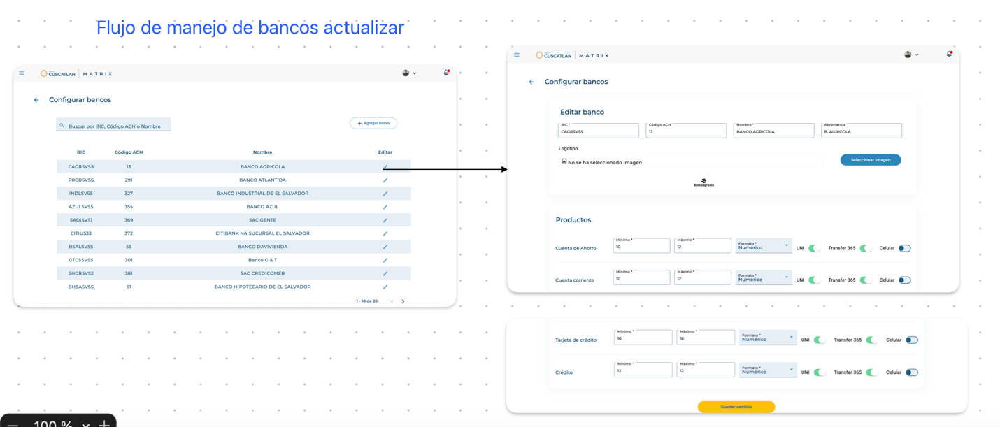 Flujo de manejo de bancos actualizar
CUSCATLAN MATRIX
Configurar bancos
Buscar por BIC, Código ACH o Nombre
+ Agregar nuevo
BIC Código ACH Nombre Editar
CAGRSVSS 13 BANCO AGRICOLA
PRCBSVSS 291 BANCO ATLANTIDA
INDLSVSS 327 BANCO INDUSTRIAL DE EL SALVADOR
AZULSVSS 355 BANCO AZUL
SADISVS1 369 SAC GENTE
CITIUS33 372 CITIBANK NA SUCURSAL EL SALVADOR
BSALSVSS 55 BANCO DAVIVIENDA
GTCSSVSS 301 Banco G & T
SHCRSVS2 381 SAC CREDICOMER
BHSASVSS 61 BANCO HIPOTECARIO DE EL SALVADOR
1 - 10 de 26
CUSCATLAN MATRIX
Configurar bancos
Editar banco
BIC * Código ACH Nombre * Abreviatura
CAGRSVSS 13 BANCO AGRICOLA B. AGRICOLA
Logotipo
No se ha seleccionado imagen Seleccionar imagen
Bancoagrícola
Productos
Mínimo * Máximo * Formato *
Cuenta de Ahorro 10 12 Numérico UNI Transfer 365 Celular
Mínimo * Máximo * Formato *
Cuenta corriente 10 12 Numérico UNI Transfer 365 Celular
Mínimo * Máximo * Formato *
Tarjeta de crédito 16 16 Numérico UNI Transfer 365 Celular
Mínimo * Máximo * Formato *
Crédito 12 12 Numérico UNI Transfer 365 Celular
Guardar cambios
100 %